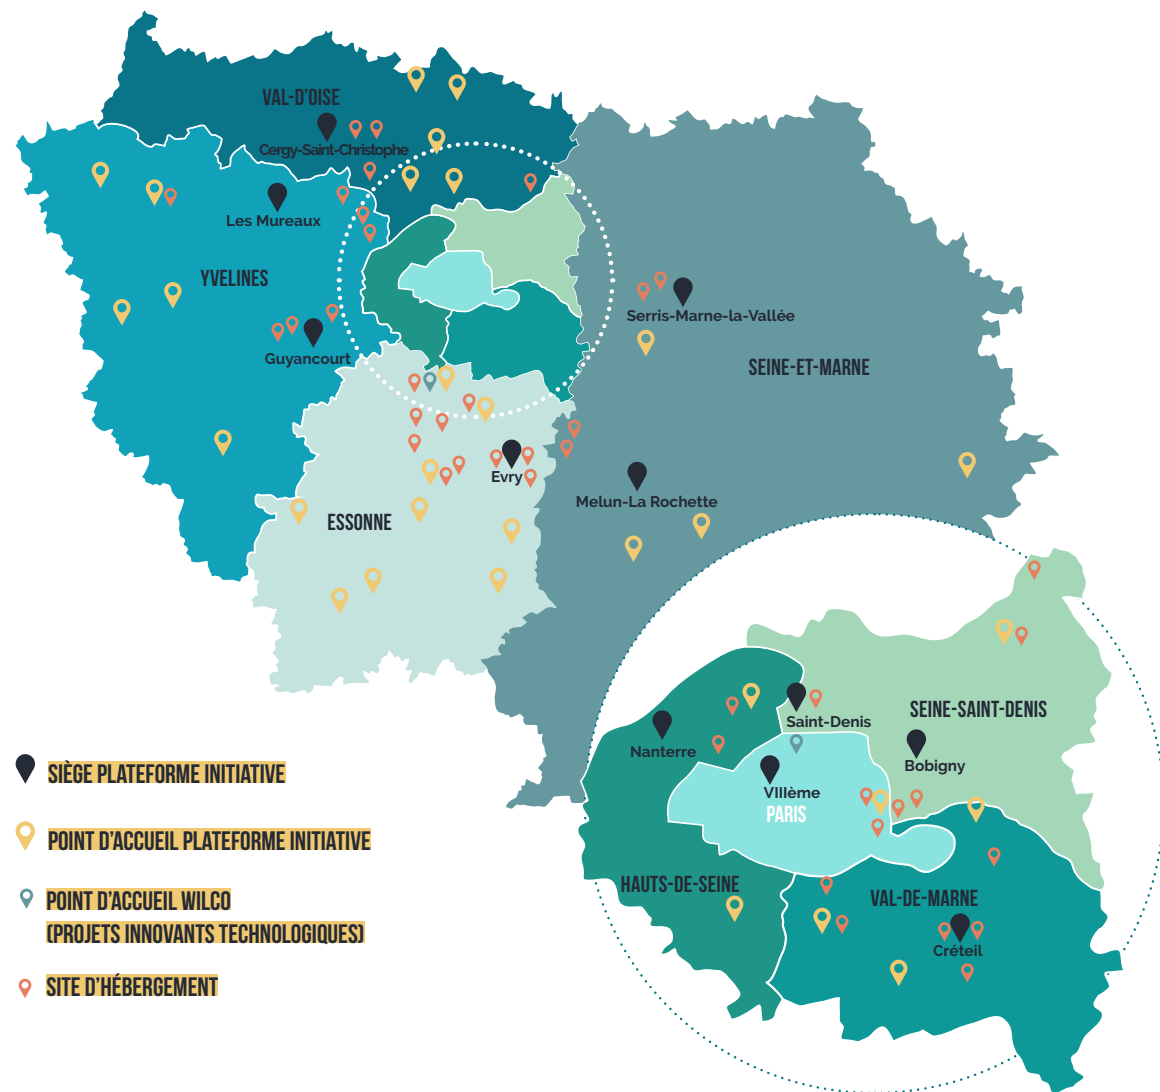 VAL-D'OISE
Cergy-Saint-Christophe
Les Mureaux
YVELINES
Serris-Marne-la-Vallée
Guyancourt
SEINE-ET-MARNE
Evry
Melun-La Rochette
ESSONNE
SEINE-SAINT-DENIS
Saint-Denis
Nanterre
Bobigny
SIÈGE PLATEFORME INITIATIVE
VIIIème
PARIS
POINT D'ACCUEIL PLATEFORME INITIATIVE
HAUTS-DE-SEINE
VAL-DE-MARNE
POINT D'ACCUEIL WILCO
(PROJETS INNOVANTS TECHNOLOGIQUES)
Créteil
SITE D'HÉBERGEMENT